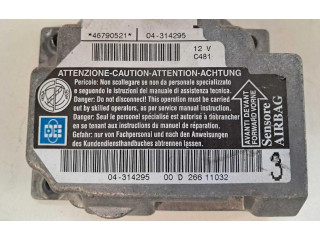 *46790521*
04-314295
12 V
C481
ATTENZIONE-CAUTION-ATTENTION-ACHTUNG
Pericolo: Non scollegare se non da personale specializzato
e seguendo le Istruzioni del manuale di assistenza tecnica.
Danger: Do not disconnect! This operation must be carried
out by skilled operators, as per service manual instruction.
Danger: Seul le personnel spécialisé est autorisé à débrancher
en se tenant aux instructions du manuel de réparation.
Gefahr: nur von Fachpersonal und nach den Anweisungen
des Kundendiensthandbuches abtrennen.
AVANTI DEVANT
FORWARD VORNE
Sensore
AIRBAG
3
04-314295 00 D 266 11032